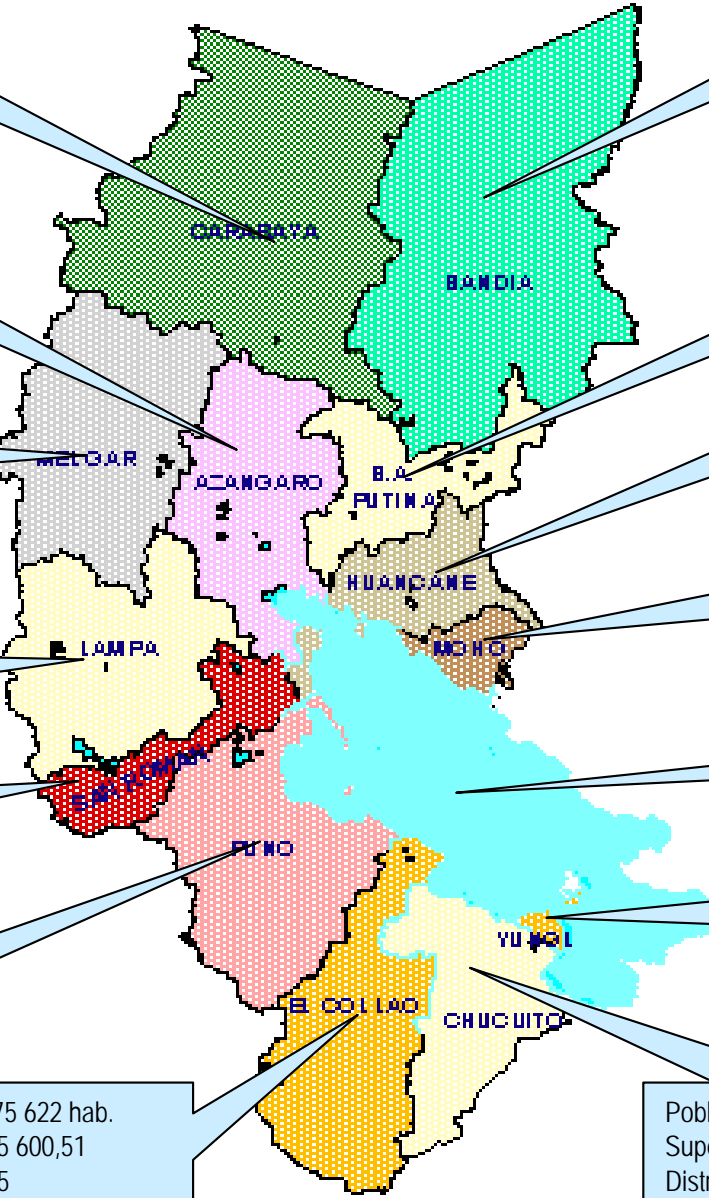 CARABAYA
SANDIA
MELGAR
AZANGARO
S.A.
PUTINA
HUANCANE
LAMPA
MOHO
SAN ROMAN
PUNO
YUNGUL
EL COLLAO
CHUCUITO
75 622 hab.
5 600,51
5
Pobl
Supe
Distr